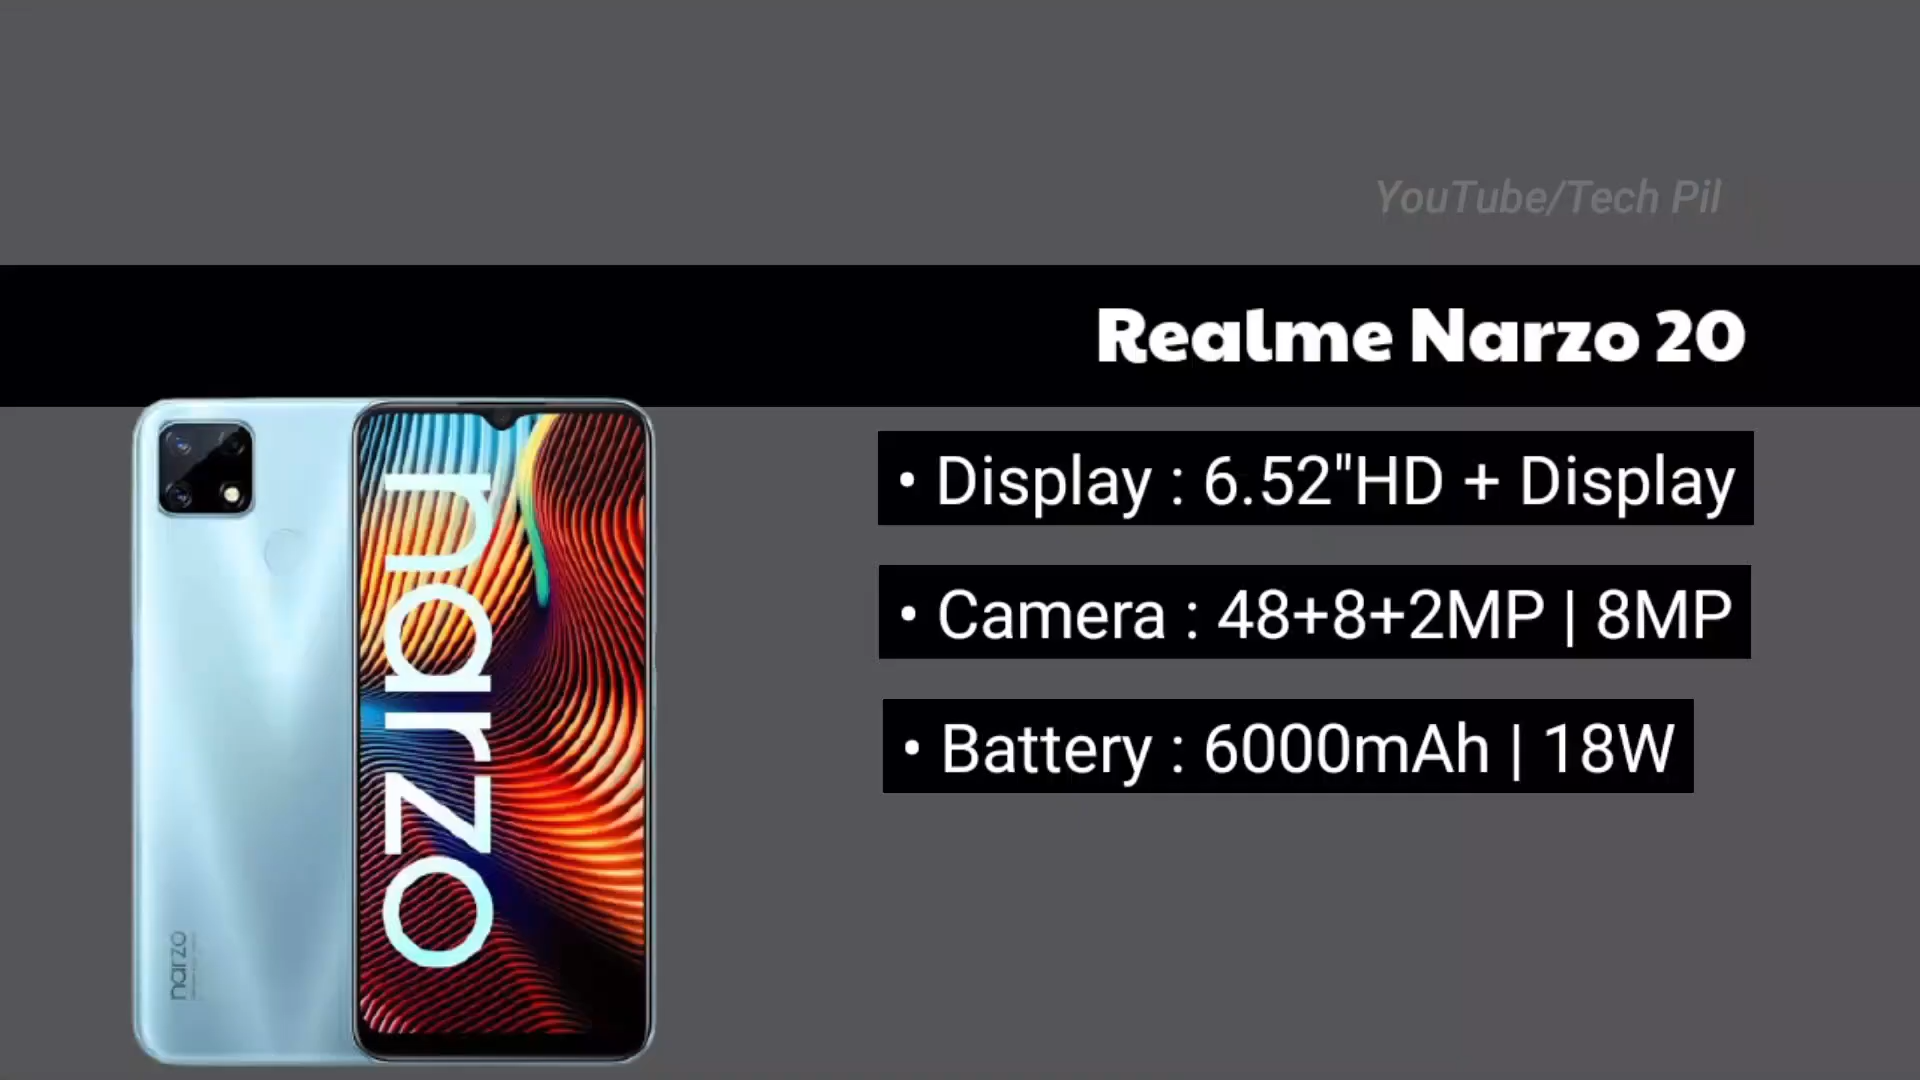 YouTube/Tech Pil
Realme Narzo 20
• Display : 6.52"HD + Display
• Camera : 48+8+2MP | 8MP
• Battery : 6000mAh | 18W
narzo
narzo